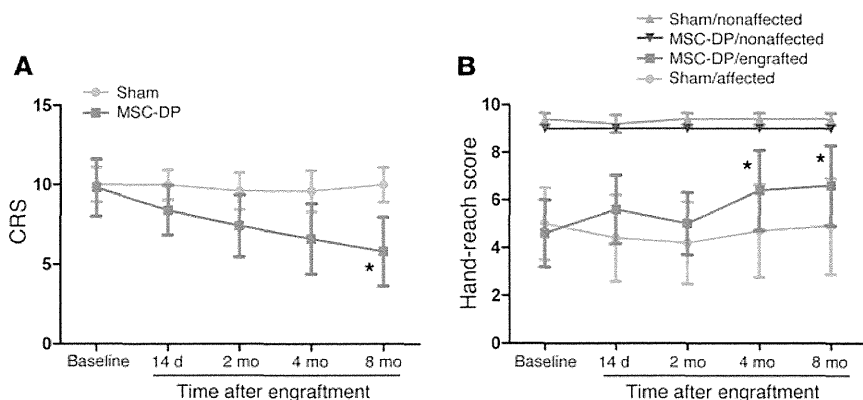 A
Sham
MSC-DP
15
10
5
0
CRS
*
Baseline 14 d 2 mo 4 mo 8 mo
Time after engraftment
B
Sham/nonaffected
MSC-DP/nonaffected
MSC-DP/engrafted
Sham/affected
10
8
6
4
2
0
Hand-reach score
* *
Baseline 14 d 2 mo 4 mo 8 mo
Time after engraftment